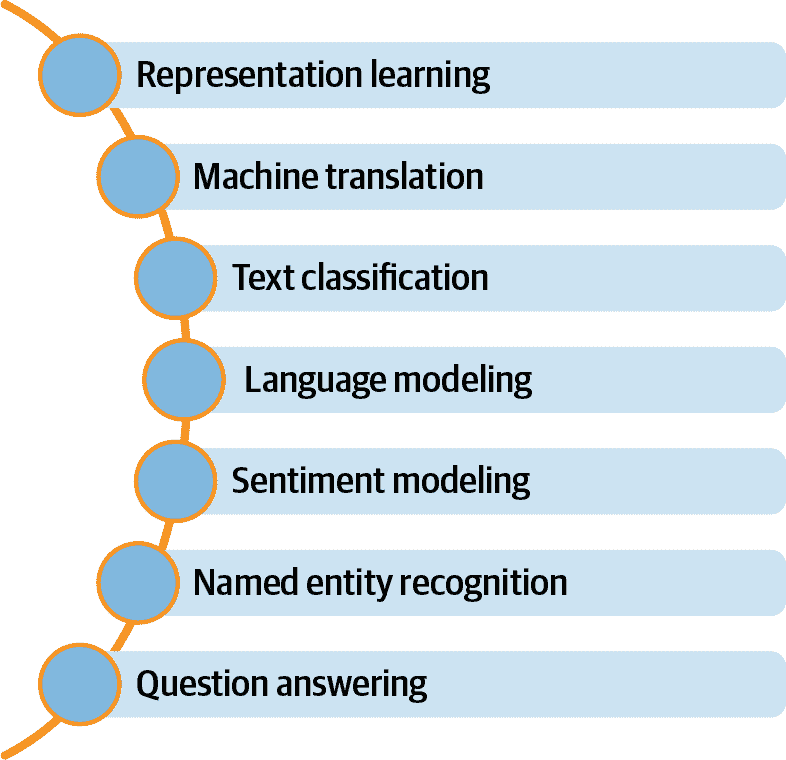 Representation learning
Machine translation
Text classification
Language modeling
Sentiment modeling
Named entity recognition
Question answering